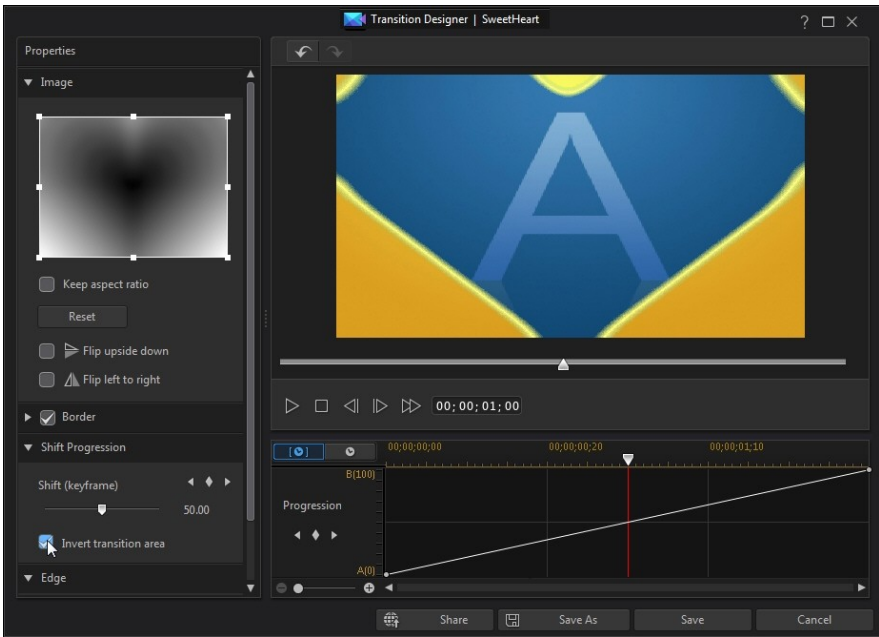 Transition Designer | SweetHeart
?
Properties
Image
Keep aspect ratio
Reset
Flip upside down
Flip left to right
Border
Shift Progression
Shift (keyframe)
50.00
Invert transition area
Edge
A
00;00;01;00
00;00;00;00
00;00;00;20
00;00;01;10
B(100)
Progression
A(0)
Share
Save As
Save
Cancel